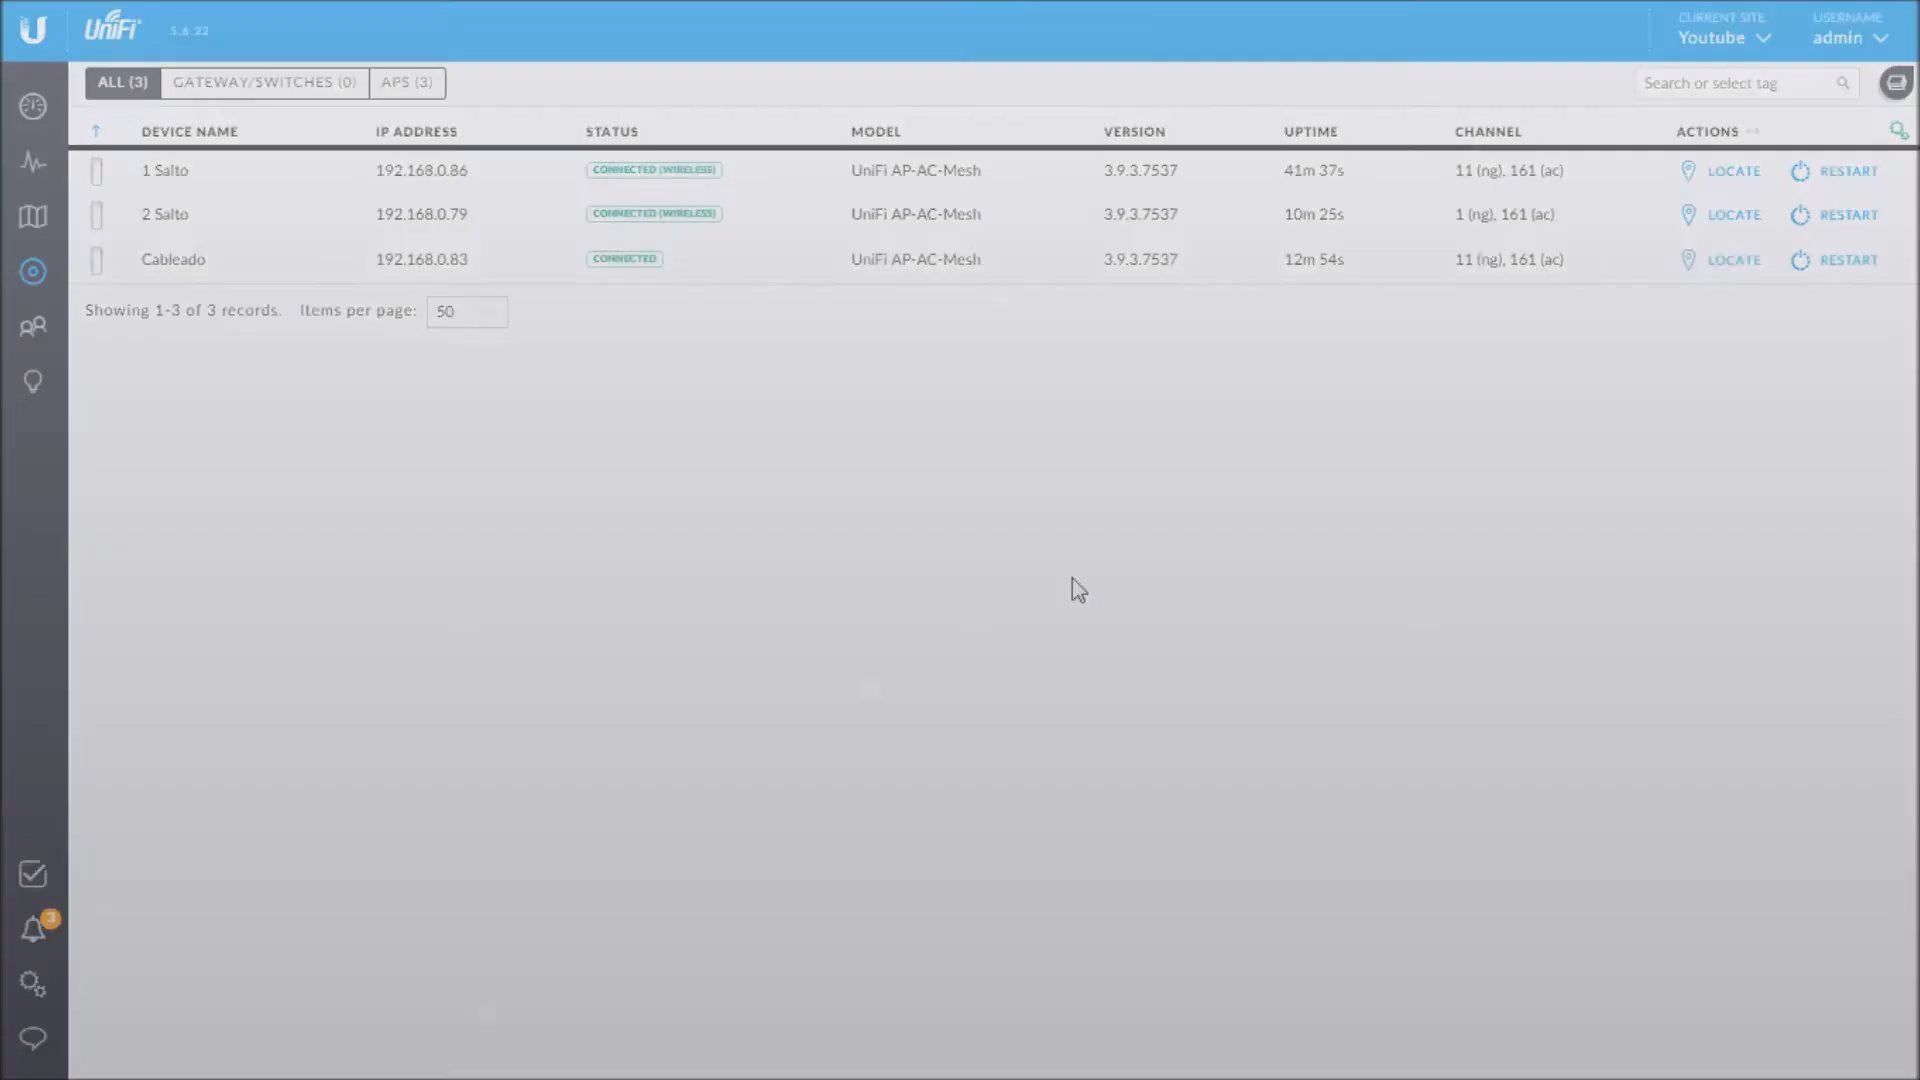 U UniFi 5.6.22 CURRENT SITE USERNAME
Youtube admin
ALL (3) GATEWAY/SWITCHES (0) APS (3) Search or select tag
DEVICE NAME IP ADDRESS STATUS MODEL VERSION UPTIME CHANNEL ACTIONS
1 Salto 192.168.0.86 CONNECTED (WIRELESS) UniFi AP-AC-Mesh 3.9.3.7537 41m 37s 11 (ng), 161 (ac) LOCATE RESTART
2 Salto 192.168.0.79 CONNECTED (WIRELESS) UniFi AP-AC-Mesh 3.9.3.7537 10m 25s 1 (ng), 161 (ac) LOCATE RESTART
Cableado 192.168.0.83 CONNECTED UniFi AP-AC-Mesh 3.9.3.7537 12m 54s 11 (ng), 161 (ac) LOCATE RESTART
Showing 1-3 of 3 records. Items per page: 50
3